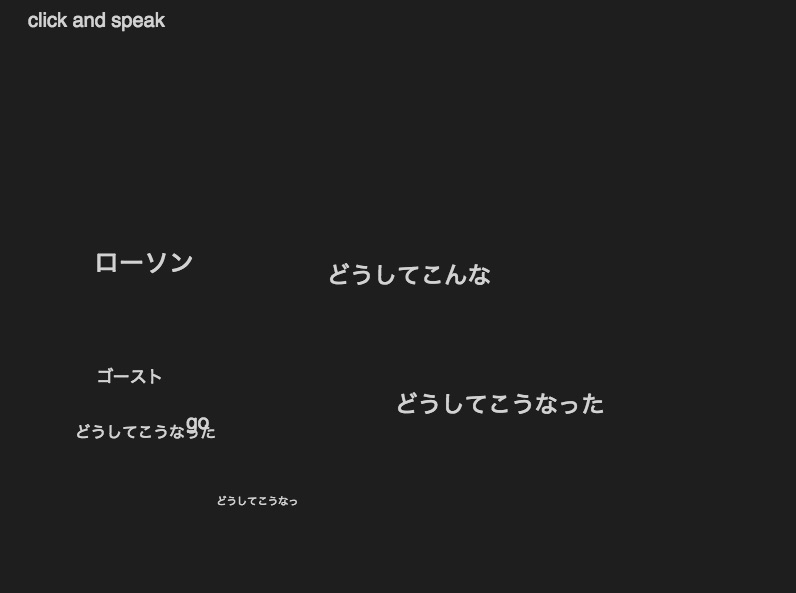 click and speak
ローソン
どうしてこんな
ゴースト
どうしてこうなった
go
どうしてこうなった
どうしてこうなっ